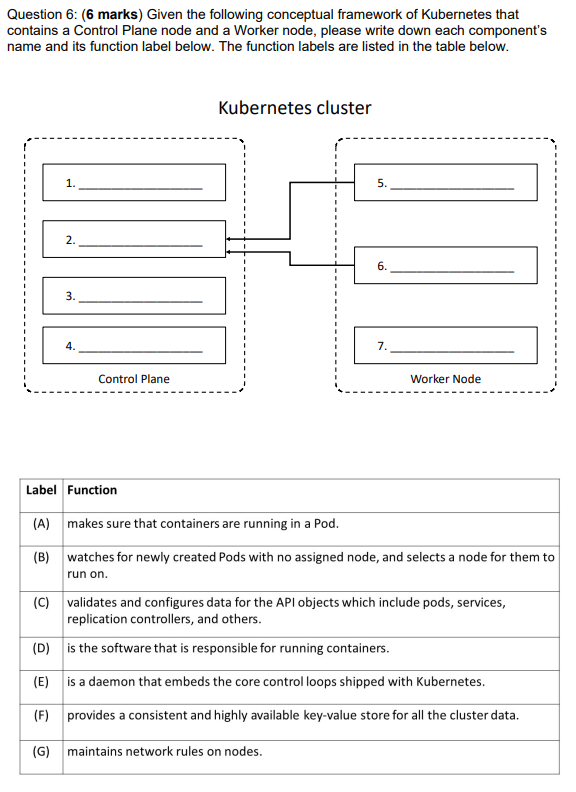 Question 6: (6 marks) Given the following conceptual framework of Kubernetes that
contains a Control Plane node and a Worker node, please write down each component's
name and its function label below. The function labels are listed in the table below.
Kubernetes cluster
1. ________________
2. ________________
3. ________________
4. ________________
Control Plane
5. ________________
6. ________________
7. ________________
Worker Node
Label Function
(A) makes sure that containers are running in a Pod.
(B) watches for newly created Pods with no assigned node, and selects a node for them to
run on.
(C) validates and configures data for the API objects which include pods, services,
replication controllers, and others.
(D) is the software that is responsible for running containers.
(E) is a daemon that embeds the core control loops shipped with Kubernetes.
(F) provides a consistent and highly available key-value store for all the cluster data.
(G) maintains network rules on nodes.